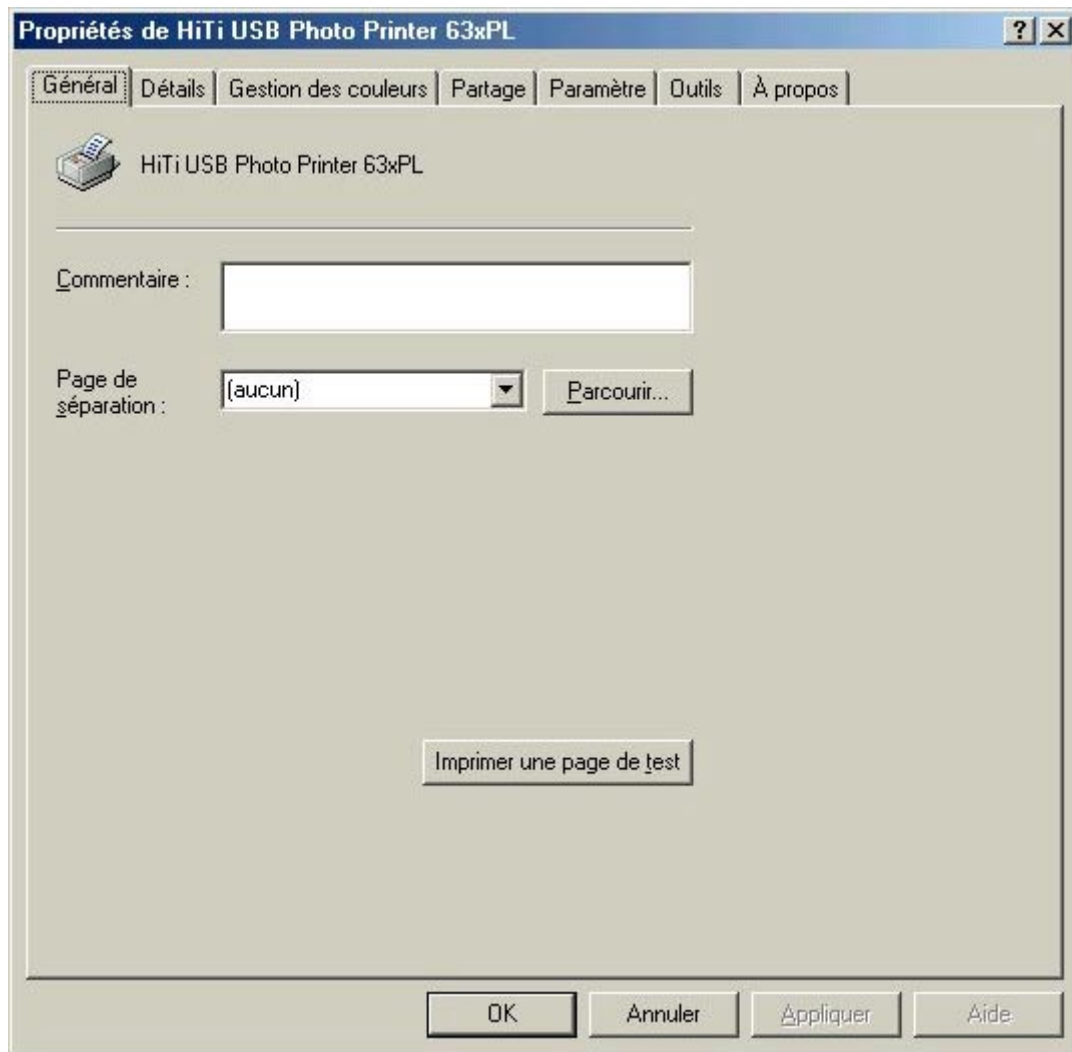 Propriétés de HiTi USB Photo Printer 63xPL
Général Détails Gestion des couleurs Partage Paramètre Outils À propos
HiTi USB Photo Printer 63xPL
Commentaire :
Page de
séparation :
(aucun)
Parcourir...
Imprimer une page de test
OK Annuler Appliquer Aide